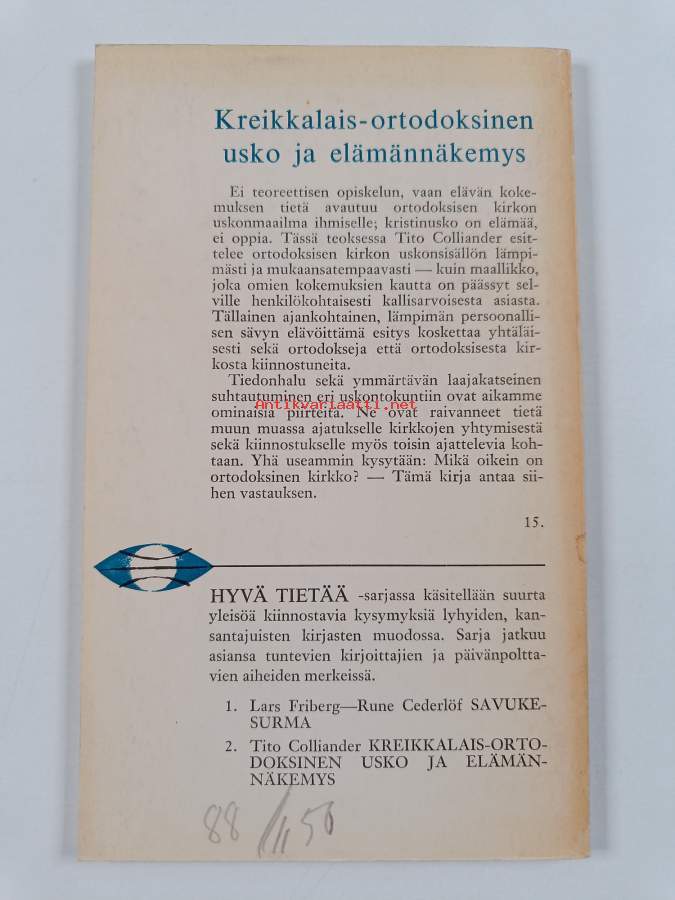 Kreikkalais-ortodoksinen
usko ja elämännäkemys
Ei teoreettisen opiskelun, vaan elävän koke-
muksen tietä avautuu ortodoksisen kirkon
uskonmaailma ihmiselle; kristinusko on elämää,
ei oppia. Tässä teoksessa Tito Colliander esit-
telee ortodoksisen kirkon uskonsisällön lämpi-
mästi ja mukaansatempaavasti — kuin maallikko,
joka omien kokemuksien kautta on päässyt sel-
ville henkilökohtaisesti kallisarvoisesta asiasta.
Tällainen ajankohtainen, lämpimän persoonalli-
sen sävyn elävöittämä esitys koskettaa yhtäläi-
sesti sekä ortodokseja että ortodoksisesta kir-
kosta kiinnostuneita.
Tiedonhalu sekä ymmärtävän laajakatseinen
suhtautuminen eri uskontokuntiin ovat aikamme
ominaisia piirteitä. Ne ovat raivanneet tietä
muun muassa ajatukselle kirkkojen yhtymisestä
sekä kiinnostukselle myös toisin ajattelevia koh-
taan. Yhä useammin kysytään: Mikä oikein on
ortodoksinen kirkko? — Tämä kirja antaa sii-
hen vastauksen.
Antikvariaatti.net
15.
HYVÄ TIETÄÄ -sarjassa käsitellään suurta
yleisöä kiinnostavia kysymyksiä lyhyiden, kan-
santajuisten kirjasten muodossa. Sarja jatkuu
asiansa tuntevien kirjoittajien ja päivänpoltta-
vien aiheiden merkeissä.
1. Lars Friberg—Rune Cederlöf SAVUKE-
SURMA
2. Tito Colliander KREIKKALAIS-ORTO-
DOKSINEN USKO JA ELÄMÄN-
NÄKEMYS
88